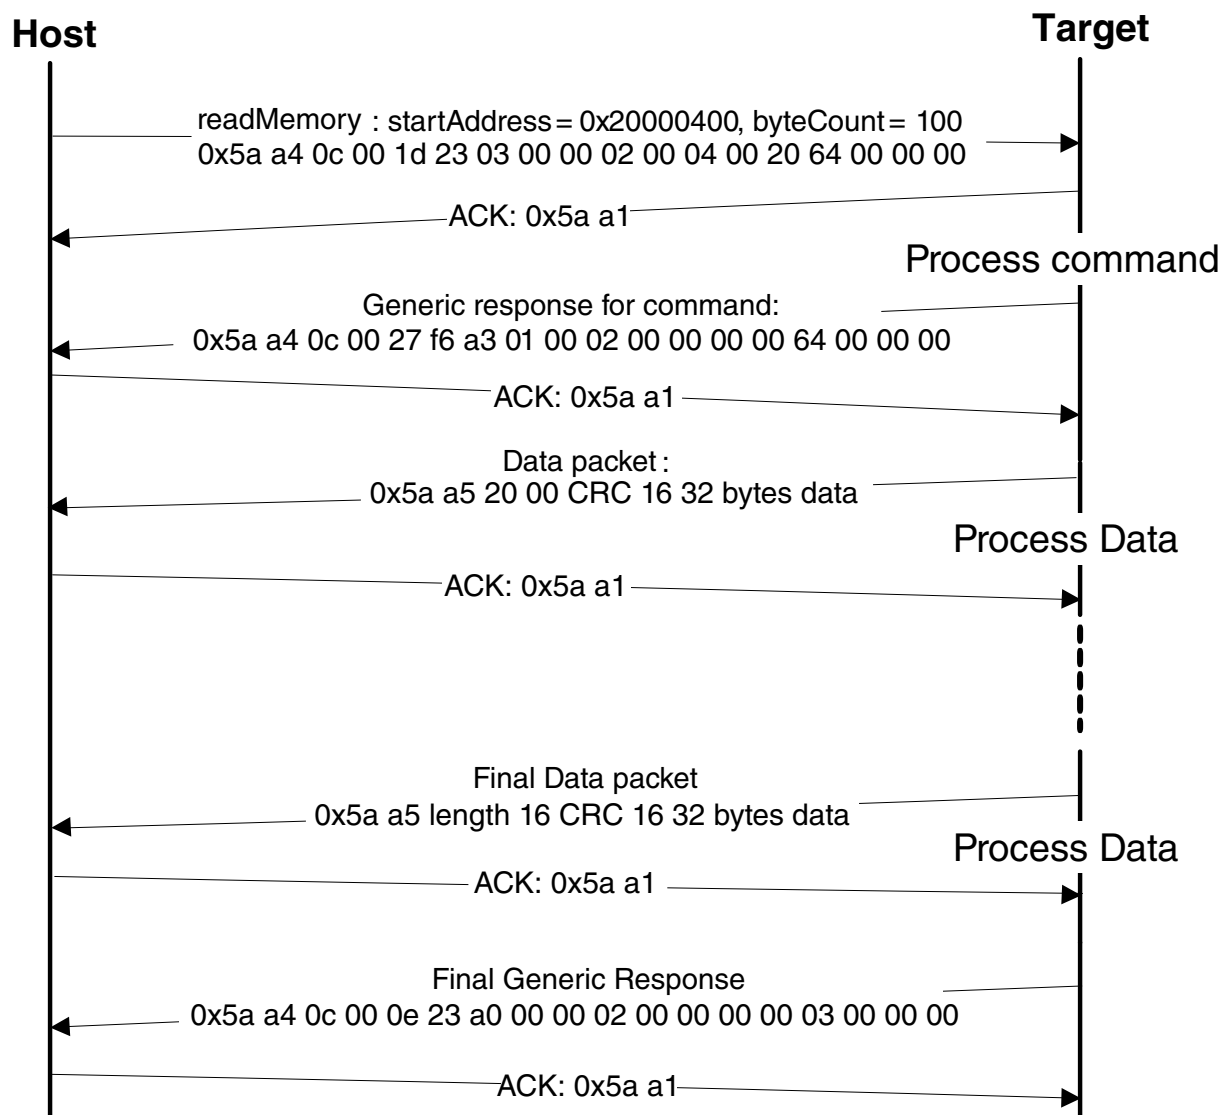 Host
Target
readMemory : startAddress = 0x20000400, byteCount = 100
0x5a a4 0c 00 1d 23 03 00 00 02 00 04 00 20 64 00 00 00
ACK: 0x5a a1
Process command
Generic response for command:
0x5a a4 0c 00 27 f6 a3 01 00 02 00 00 00 00 64 00 00 00
ACK: 0x5a a1
Data packet :
0x5a a5 20 00 CRC 16 32 bytes data
Process Data
ACK: 0x5a a1
Final Data packet
0x5a a5 length 16 CRC 16 32 bytes data
Process Data
ACK: 0x5a a1
Final Generic Response
0x5a a4 0c 00 0e 23 a0 00 00 02 00 00 00 00 03 00 00 00
ACK: 0x5a a1